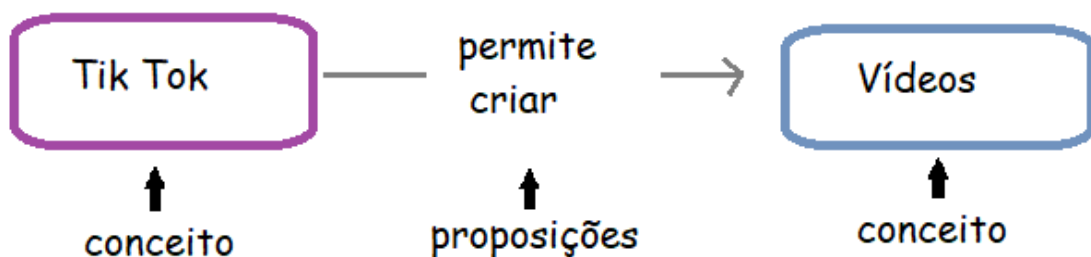 Tik Tok
permite
criar
Vídeos
conceito
proposições
conceito